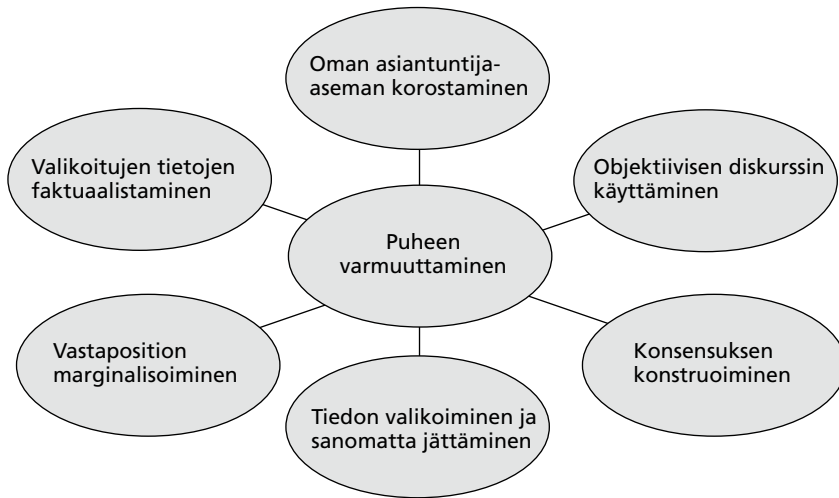 Oman asiantuntija-
aseman korostaminen
Valikoitujen tietojen
faktuaalistaminen
Objektiivisen diskurssin
käyttäminen
Puheen
varmuuttaminen
Vastaposition
marginalisoiminen
Konsensuksen
konstruoiminen
Tiedon valikoiminen ja
sanomatta jättäminen